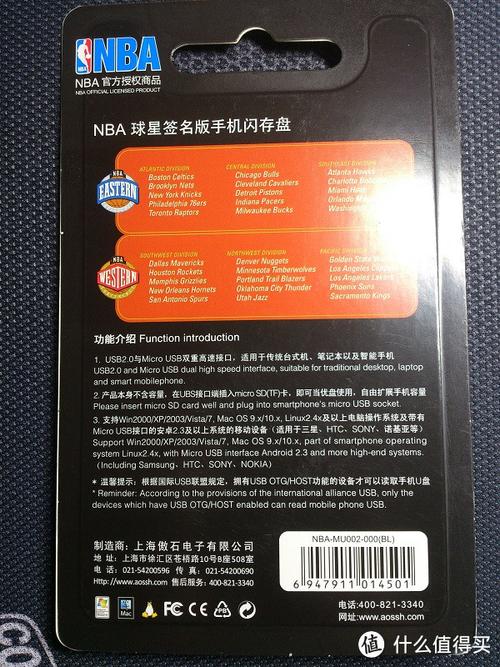 NBA
NBA 官方授权商品
NBA OFFICIAL LICENSED PRODUCT
NBA 球星签名版手机闪存盘
NBA
EASTERN
ATLANTIC DIVISION
Boston Celtics
Brooklyn Nets
New York Knicks
Philadelphia 76ers
Toronto Raptors
CENTRAL DIVISION
Chicago Bulls
Cleveland Cavaliers
Detroit Pistons
Indiana Pacers
Milwaukee Bucks
SOUTHEAST DIVISION
Atlanta Hawks
Charlotte
Miami
Orlando
Washington
NBA
WESTERN
SOUTHWEST DIVISION
Dallas Mavericks
Houston Rockets
Memphis Grizzlies
New Orleans Hornets
San Antonio Spurs
NORTHWEST DIVISION
Denver Nuggets
Minnesota Timberwolves
Portland Trail Blazers
Oklahoma City Thunder
Utah Jazz
PACIFIC DIVISION
Golden State
Los Angeles
Los Angeles
Phoenix Suns
Sacramento Kings
功能介绍 Function introduction
1. USB2.0与Micro USB双重高速接口，适用于传统台式机、笔记本以及智能手机
USB2.0 and Micro USB dual high speed interface, suitable for traditional desktop, laptop
and smart mobilephone.
2. 产品本身不含容量，在UBS接口端插入micro SD(TF)卡，即可当优盘使用，自由扩展手机容量
Please insert micro SD card well and plug into smartphone's micro USB socket.
3. 支持Win2000/XP/2003/Vista/7, Mac OS 9.x/10.x, Linux2.4x及以上电脑操作系统及带有
Micro USB接口的安卓2.3及以上系统的移动设备（适用于三星、HTC、SONY、诺基亚等）
Support Win2000/XP/2003/Vista/7, Mac OS 9.x/10.x, part of smartphone operating
system Linux2.4x, with Micro USB interface Android 2.3 and more high-end systems.
(Including Samsung, HTC, SONY, NOKIA)
* 温馨提示：根据国际USB联盟规定，拥有USB OTG/HOST功能的设备才可以读取手机U盘
* Reminder: According to the provisions of the international alliance USB, only the
devices which have USB OTG/HOST enabled can read mobile phone USB.
制造商：上海傲石电子有限公司
地 址：上海市徐汇区苍梧路10号B座508室
电 话：021-54200596 传 真：021-54200690
Http://www.aossh.com 售后服务：400-821-3340
Mac
FC CE
NBA-MU002-000(BL)
6 947911 014501
电话:400-821-3340
网址:www.aossh.com
CO
值 什么值得买